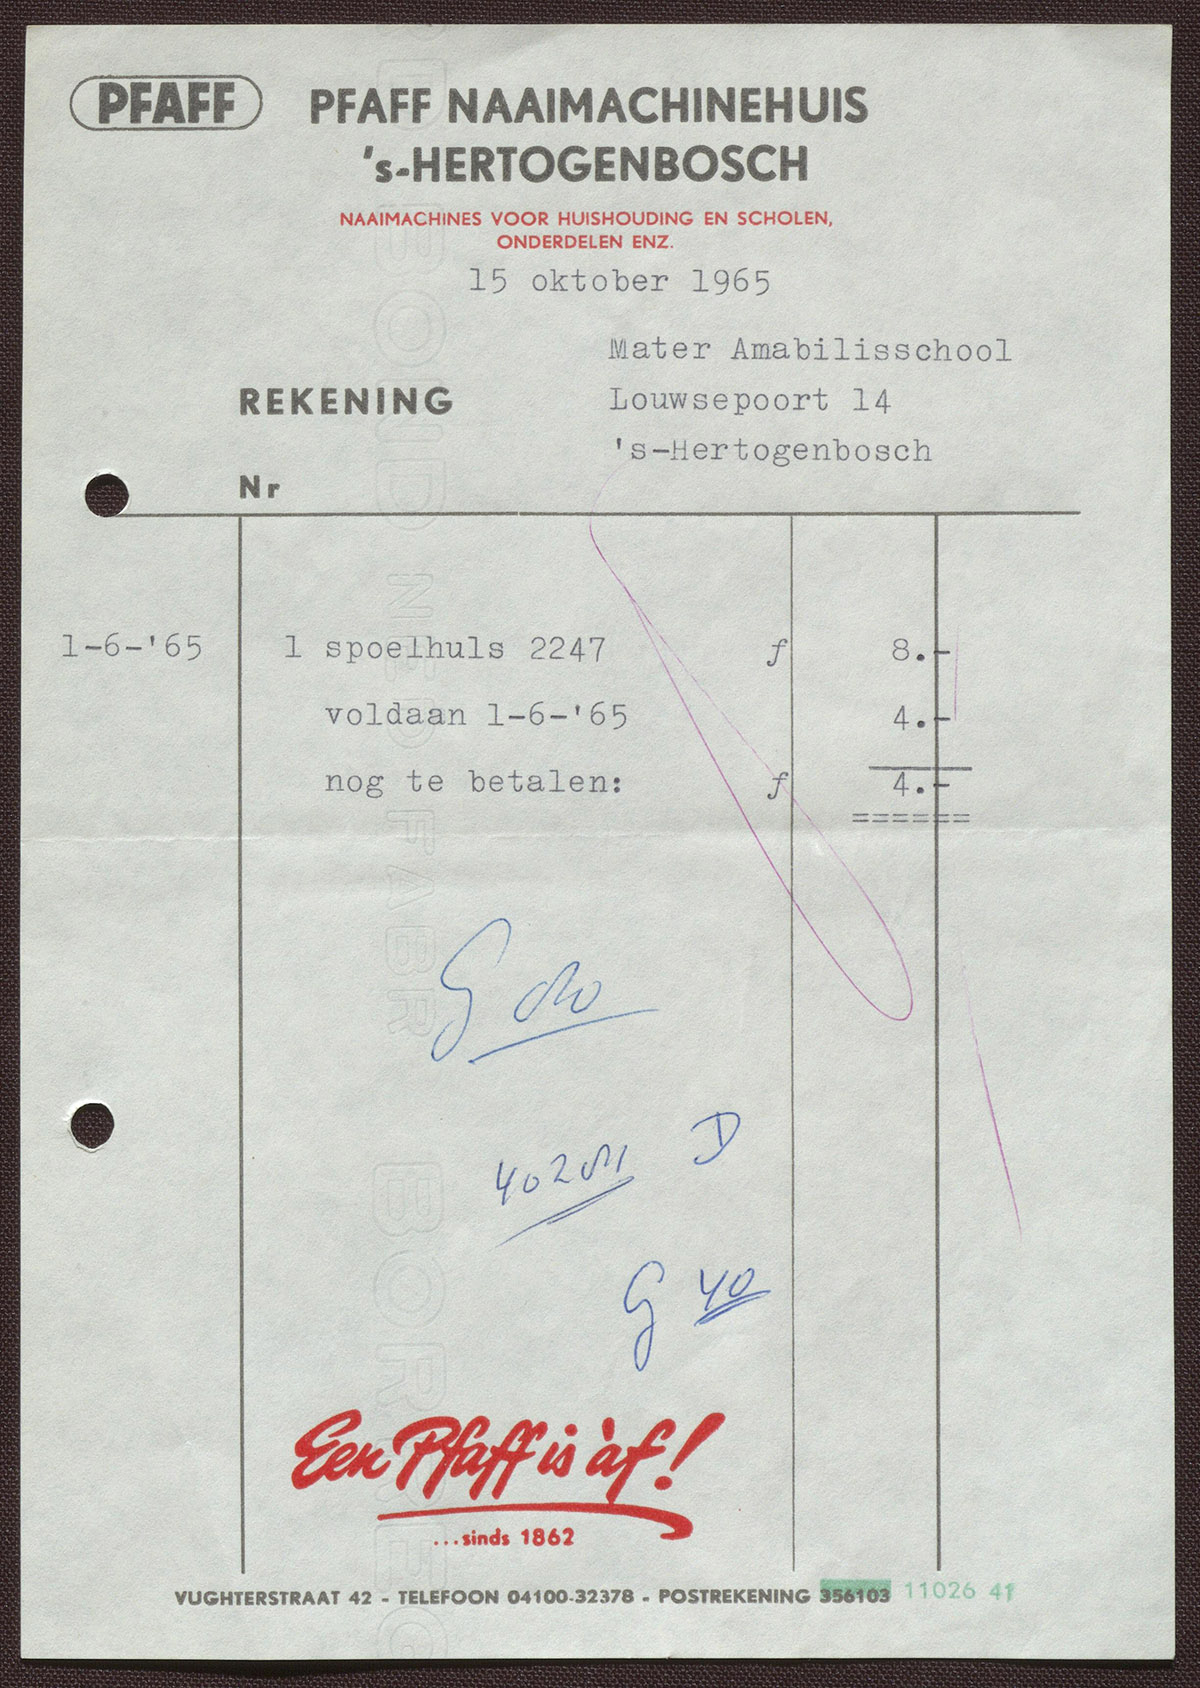 PFAFF
PFAFF NAAIMACHINEHUIS
's-HERTOGENBOSCH
NAAIMACHINES VOOR HUISHOUDING EN SCHOLEN,
ONDERDELEN ENZ.
15 oktober 1965
Mater Amabilisschool
REKENING
Louwsepoort 14
's-Hertogenbosch
Nr
1-6-'65 1 spoelhuls 2247 f 8.-
voldaan 1-6-'65 4.-
nog te betalen: f 4.-
======
D
G 40
Een Pfaff is àf!
...sinds 1862
VUGHTERSTRAAT 42 - TELEFOON 04100-32378 - POSTREKENING 356103 11026 41